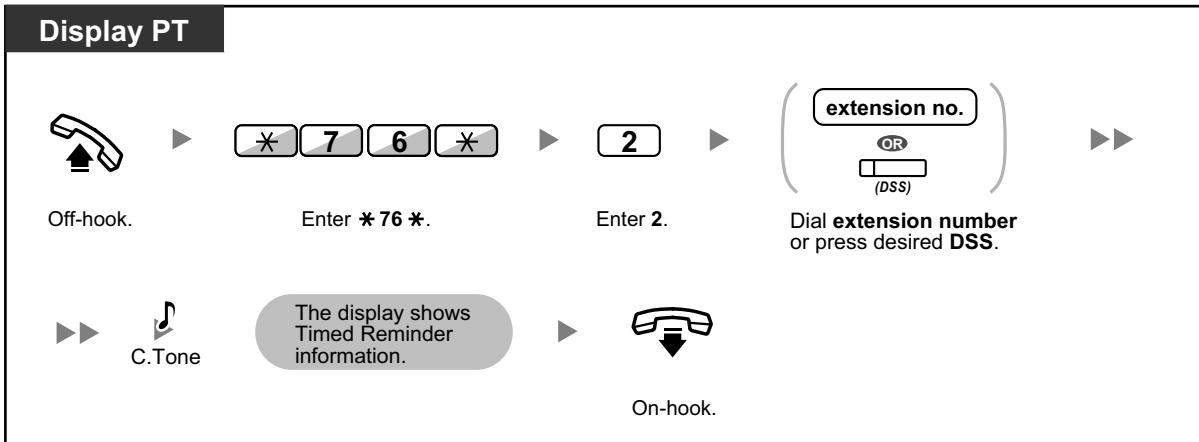 Display PT
✱ 7 6 ✱
2
extension no.
OR
(DSS)
Off-hook.
Enter ✱ 76 ✱.
Enter 2.
Dial extension number
or press desired DSS.
C.Tone
The display shows
Timed Reminder
information.
On-hook.